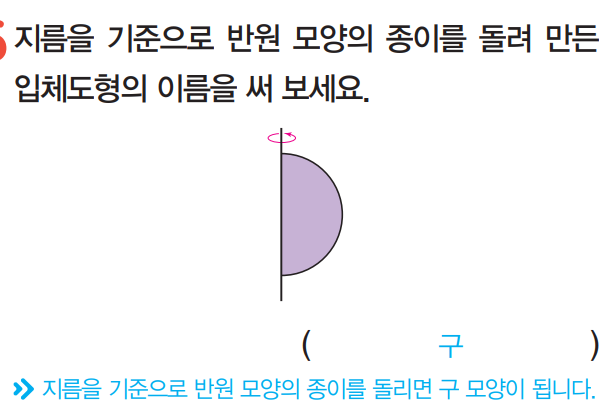 지름을 기준으로 반원 모양의 종이를 돌려 만든
입체도형의 이름을 써 보세요.
( 구 )
» 지름을 기준으로 반원 모양의 종이를 돌리면 구 모양이 됩니다.